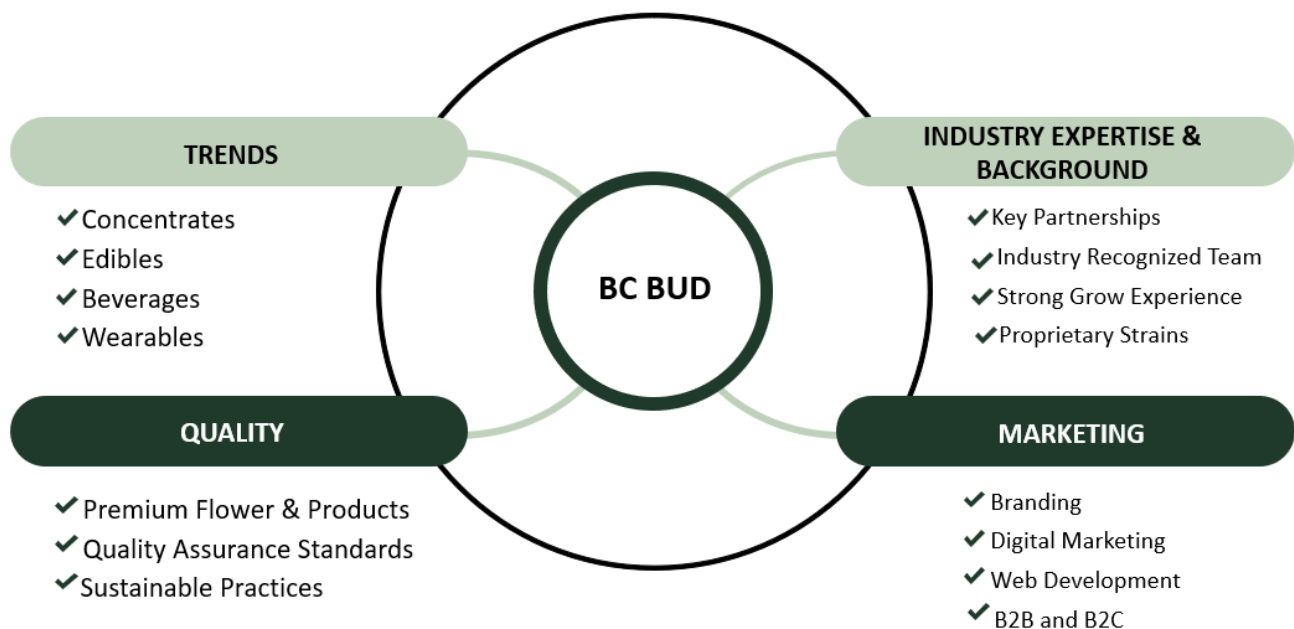 TRENDS
Concentrates
Edibles
Beverages
Wearables
INDUSTRY EXPERTISE &
BACKGROUND
Key Partnerships
Industry Recognized Team
Strong Grow Experience
Proprietary Strains
BC BUD
QUALITY
Premium Flower & Products
Quality Assurance Standards
Sustainable Practices
MARKETING
Branding
Digital Marketing
Web Development
B2B and B2C